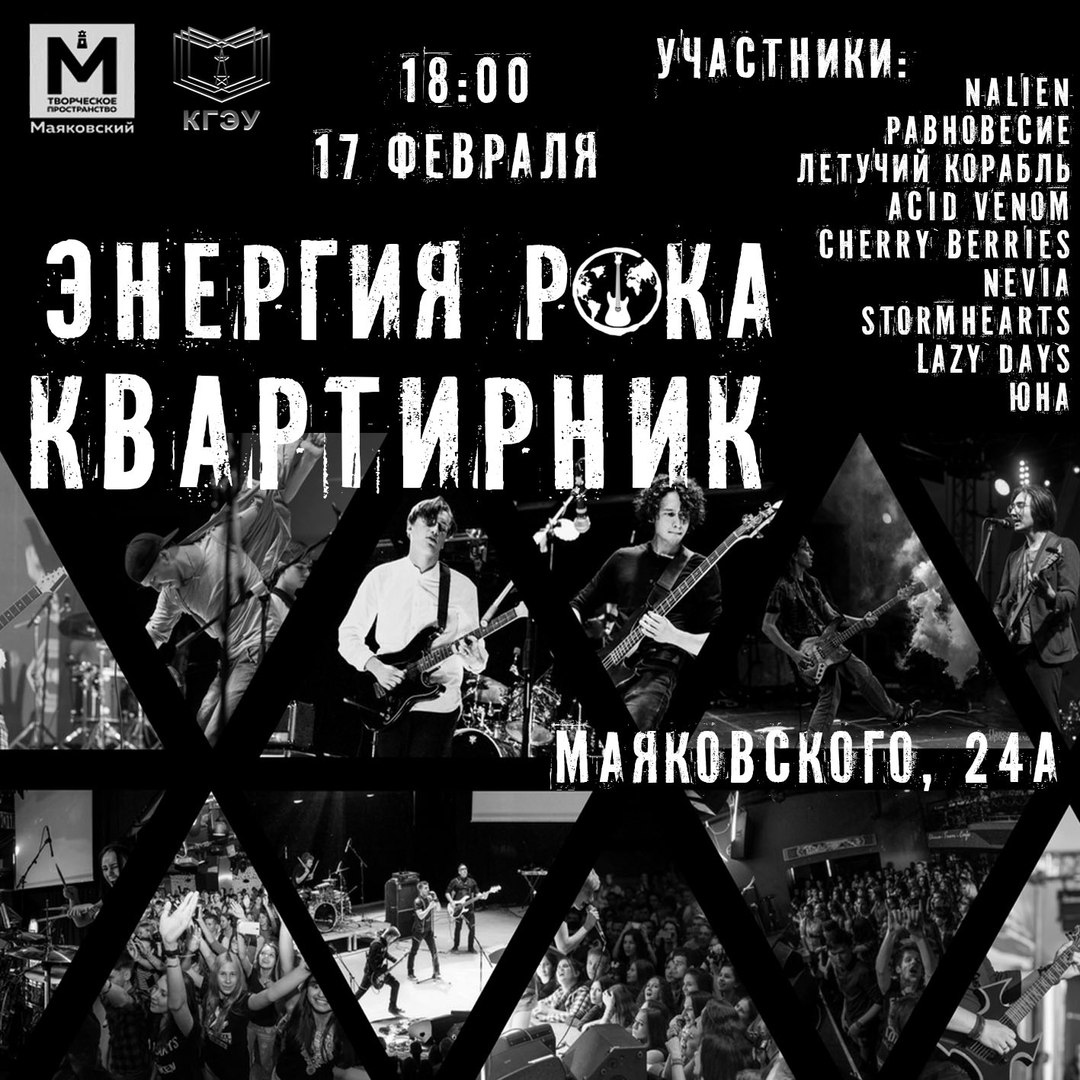 М
ТВОРЧЕСКОЕ
ПРОСТРАНСТВО
Маяковский
КГЭУ
18:00
17 ФЕВРАЛЯ
УЧАСТНИКИ:
NALIEN
РАВНОВЕСИЕ
ЛЕТУЧИЙ КОРАБЛЬ
ACID VENOM
CHERRY BERRIES
NEVIA
STORMHEARTS
LAZY DAYS
ЮНА
ЭНЕРГИЯ РОКА
КВАРТИРНИК
МАЯКОВСКОГО, 24А